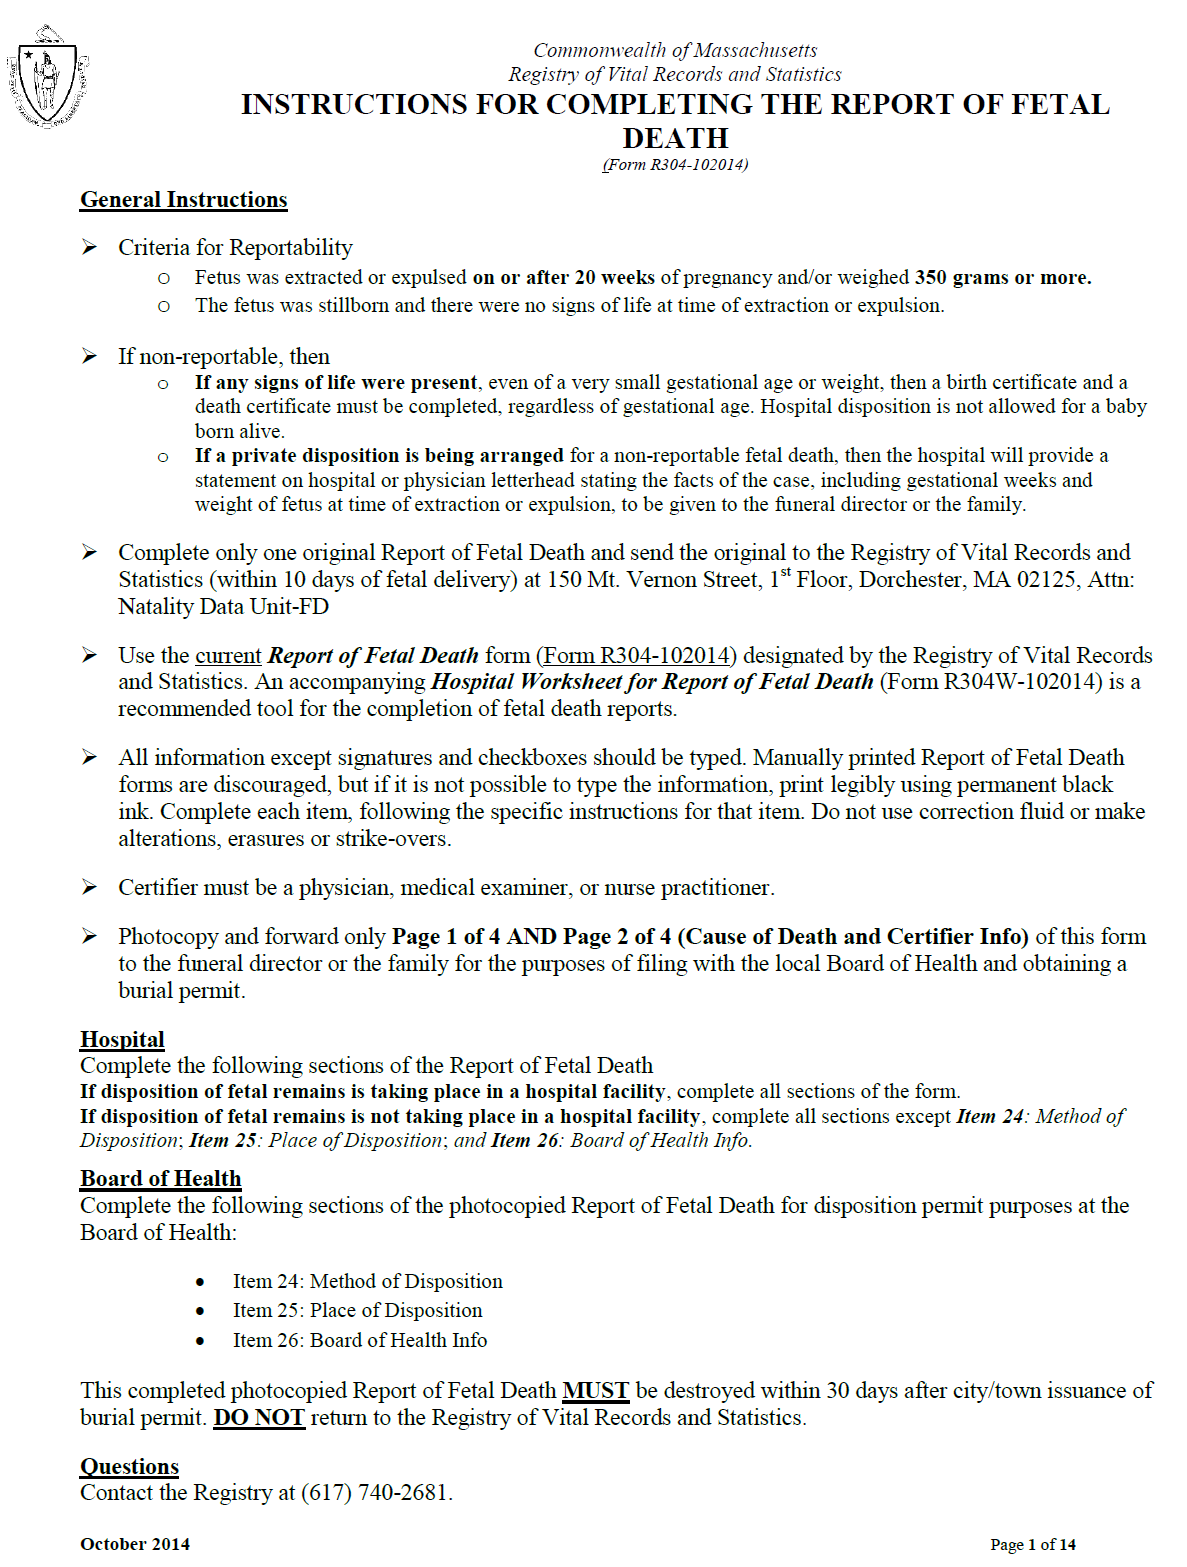 Commonwealth of Massachusetts
Registry of Vital Records and Statistics
INSTRUCTIONS FOR COMPLETING THE REPORT OF FETAL
DEATH
(Form R304-102014)
General Instructions
➢ Criteria for Reportability
o Fetus was extracted or expulsed on or after 20 weeks of pregnancy and/or weighed 350 grams or more.
o The fetus was stillborn and there were no signs of life at time of extraction or expulsion.
➢ If non-reportable, then
o If any signs of life were present, even of a very small gestational age or weight, then a birth certificate and a
death certificate must be completed, regardless of gestational age. Hospital disposition is not allowed for a baby
born alive.
o If a private disposition is being arranged for a non-reportable fetal death, then the hospital will provide a
statement on hospital or physician letterhead stating the facts of the case, including gestational weeks and
weight of fetus at time of extraction or expulsion, to be given to the funeral director or the family.
➢ Complete only one original Report of Fetal Death and send the original to the Registry of Vital Records and
Statistics (within 10 days of fetal delivery) at 150 Mt. Vernon Street, 1st Floor, Dorchester, MA 02125, Attn:
Natality Data Unit-FD
➢ Use the current Report of Fetal Death form (Form R304-102014) designated by the Registry of Vital Records
and Statistics. An accompanying Hospital Worksheet for Report of Fetal Death (Form R304W-102014) is a
recommended tool for the completion of fetal death reports.
➢ All information except signatures and checkboxes should be typed. Manually printed Report of Fetal Death
forms are discouraged, but if it is not possible to type the information, print legibly using permanent black
ink. Complete each item, following the specific instructions for that item. Do not use correction fluid or make
alterations, erasures or strike-overs.
➢ Certifier must be a physician, medical examiner, or nurse practitioner.
➢ Photocopy and forward only Page 1 of 4 AND Page 2 of 4 (Cause of Death and Certifier Info) of this form
to the funeral director or the family for the purposes of filing with the local Board of Health and obtaining a
burial permit.
Hospital
Complete the following sections of the Report of Fetal Death
If disposition of fetal remains is taking place in a hospital facility, complete all sections of the form.
If disposition of fetal remains is not taking place in a hospital facility, complete all sections except Item 24: Method of
Disposition; Item 25: Place of Disposition; and Item 26: Board of Health Info.
Board of Health
Complete the following sections of the photocopied Report of Fetal Death for disposition permit purposes at the
Board of Health:
• Item 24: Method of Disposition
• Item 25: Place of Disposition
• Item 26: Board of Health Info
This completed photocopied Report of Fetal Death MUST be destroyed within 30 days after city/town issuance of
burial permit. DO NOT return to the Registry of Vital Records and Statistics.
Questions
Contact the Registry at (617) 740-2681.
October 2014
Page 1 of 14